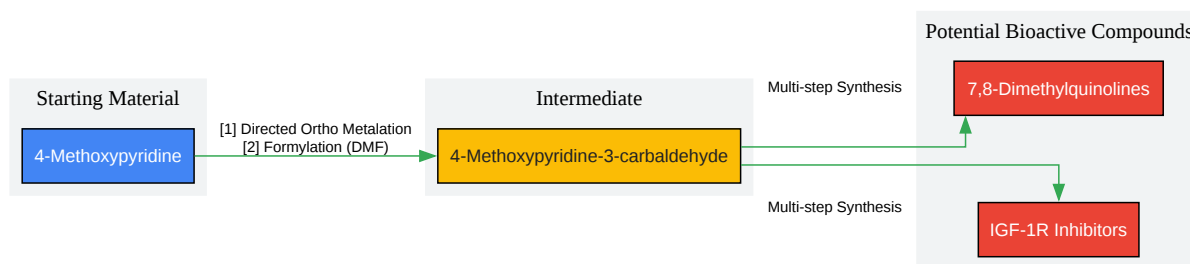 Potential Bioactive Compounds
Starting Material
Intermediate
Multi-step Synthesis
7,8-Dimethylquinolines
[1] Directed Ortho Metalation
[2] Formylation (DMF)
4-Methoxypyridine
4-Methoxypyridine-3-carbaldehyde
Multi-step Synthesis
IGF-1R Inhibitors